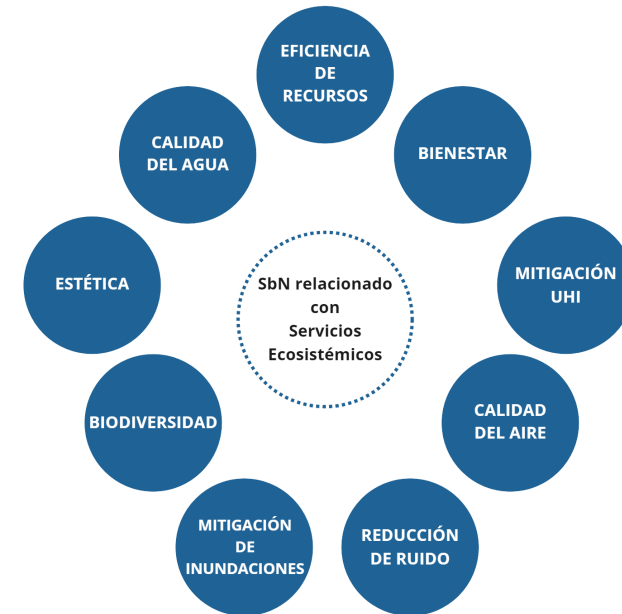 EFICIENCIA
DE
RECURSOS
BIENESTAR
MITIGACIÓN
UHI
CALIDAD
DEL AIRE
REDUCCIÓN
DE RUIDO
MITIGACIÓN
DE
INUNDACIONES
BIODIVERSIDAD
ESTÉTICA
CALIDAD
DEL AGUA
SbN relacionado
con
Servicios
Ecosistémicos